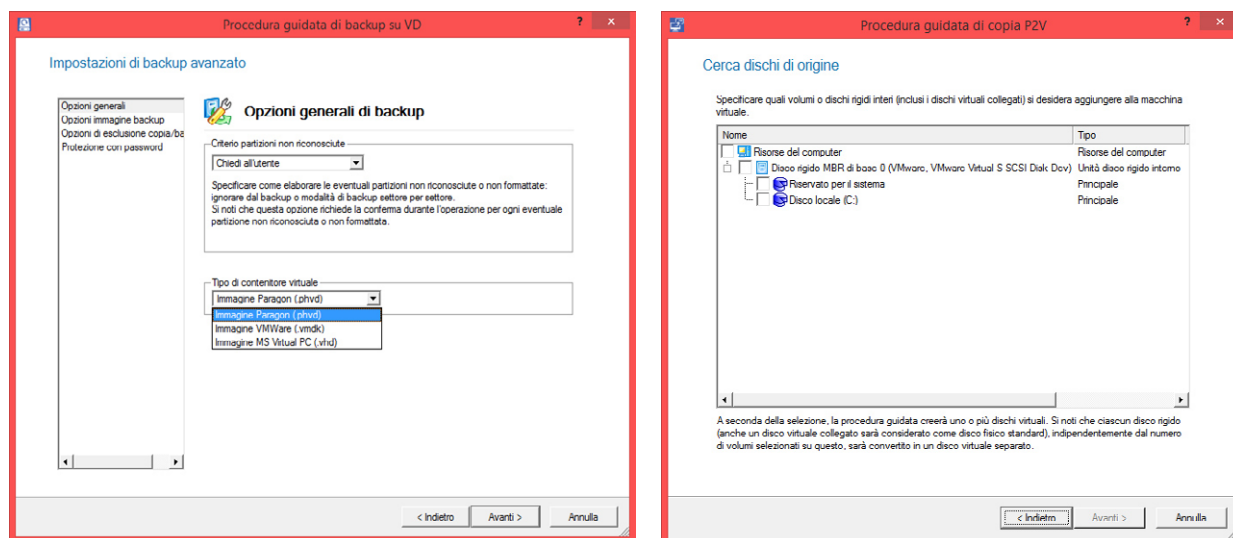 Procedura guidata di backup su VD
?
×
Impostazioni di backup avanzato
Opzioni generali
Opzioni immagine backup
Opzioni di esclusione copia/ba
Protezione con password
Opzioni generali di backup
Criterio partizioni non riconosciute
Chiedi all'utente
Specificare come elaborare le eventuali partizioni non riconosciute o non formattate:
ignorare dal backup o modalità di backup settore per settore.
Si noti che questa opzione richiede la conferma durante l'operazione per ogni eventuale
partizione non riconosciuta o non formattata.
Tipo di contenitore virtuale
Immagine Paragon (.phvd)
Immagine Paragon (.phvd)
Immagine VMWare (.vmdk)
Immagine MS Virtual PC (.vhd)
< Indietro
Avanti >
Annulla
Procedura guidata di copia P2V
?
×
Cerca dischi di origine
Specificare quali volumi o dischi rigidi interi (inclusi i dischi virtuali collegati) si desidera aggiungere alla macchina
virtuale.
Nome Tipo
Risorse del computer Risorse del computer
Disco rigido MBR di base 0 (VMware, VMware Virtual S SCSI Disk Dev) Unità disco rigido interno
Riservato per il sistema Principale
Disco locale (C:) Principale
A seconda della selezione, la procedura guidata creerà uno o più dischi virtuali. Si noti che ciascun disco rigido
(anche un disco virtuale collegato sarà considerato come disco fisico standard), indipendentemente dal numero
di volumi selezionati su questo, sarà convertito in un disco virtuale separato.
< Indietro
Avanti >
Annulla